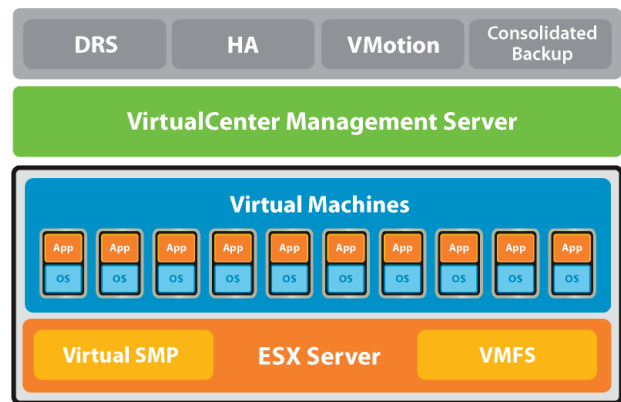 DRS HA VMotion Consolidated
Backup
VirtualCenter Management Server
Virtual Machines
App App App App App App App App App App
OS OS OS OS OS OS OS OS OS OS
Virtual SMP ESX Server VMFS